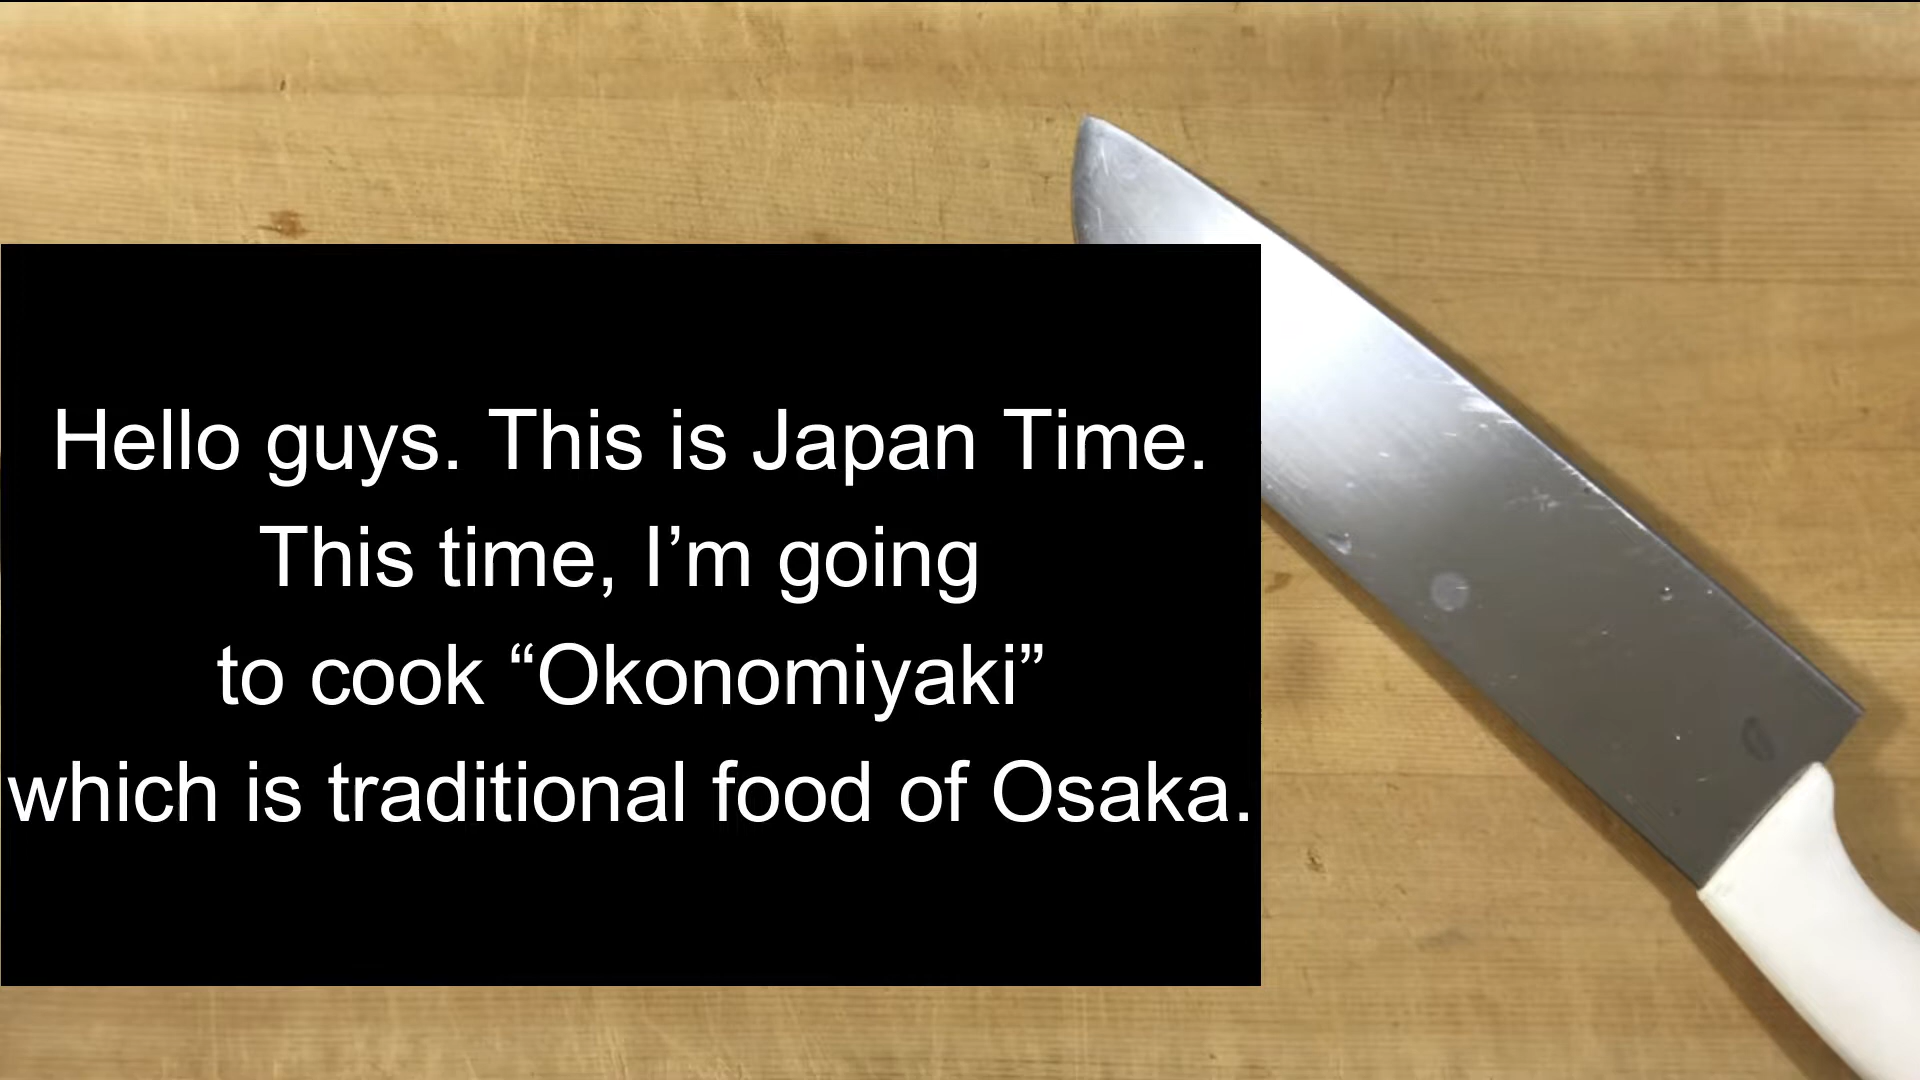 Hello guys. This is Japan Time.
This time, I’m going
to cook “Okonomiyaki”
which is traditional food of Osaka.